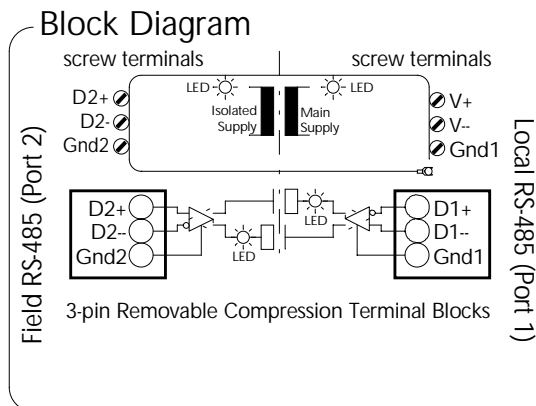 Block Diagram
screw terminals
screw terminals
LED
LED
D2+
D2-
Gnd2
Isolated
Supply
Main
Supply
V+
V--
Gnd1
Field RS-485 (Port 2)
Local RS-485 (Port 1)
D2+
D2--
Gnd2
LED
LED
D1+
D1--
Gnd1
3-pin Removable Compression Terminal Blocks